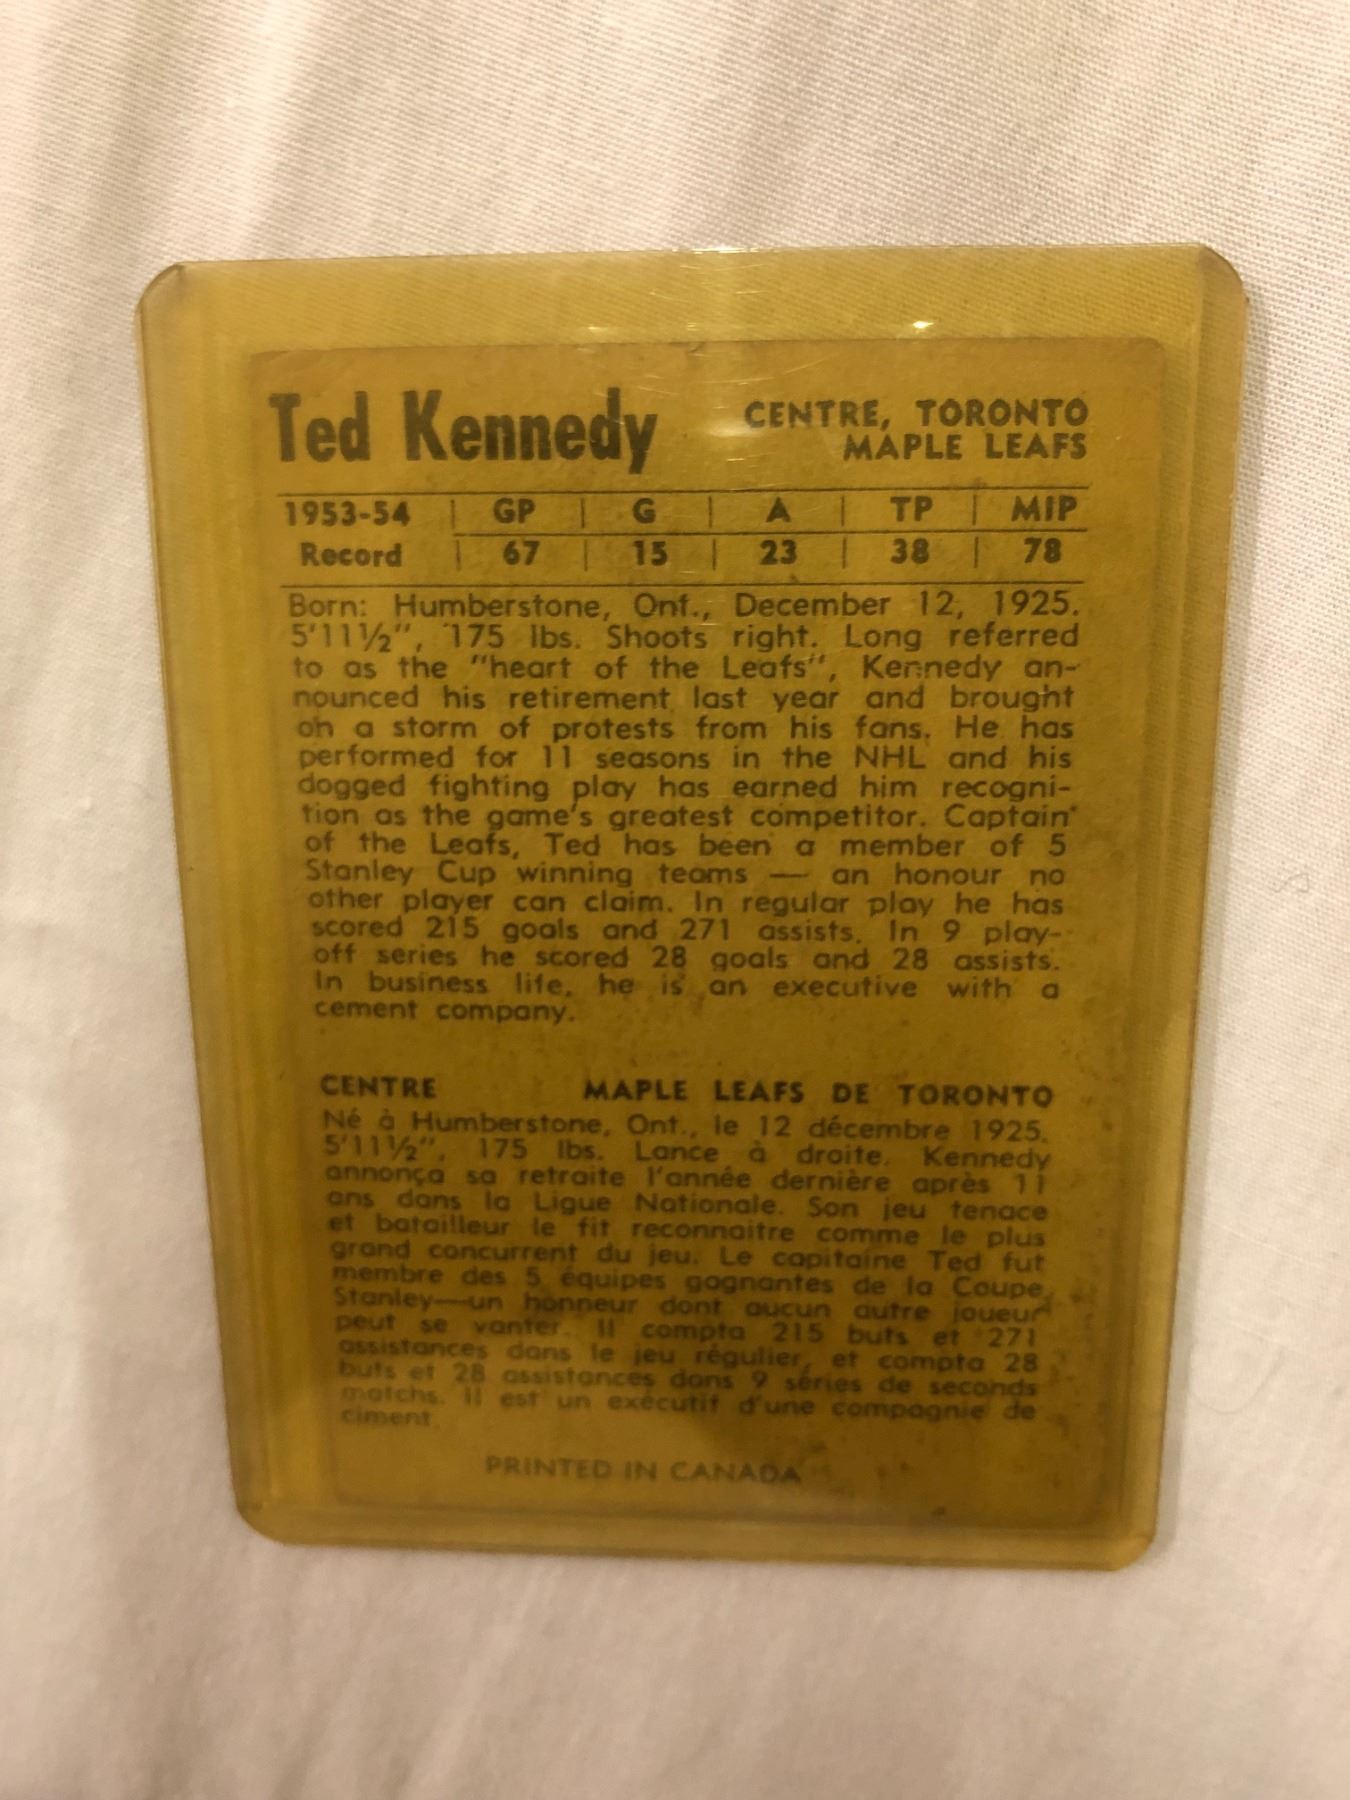 Ted Kennedy CENTRE, TORONTO
MAPLE LEAFS
1953-54 | GP | G | A | TP | MIP
Record | 67 | 15 | 23 | 38 | 78
Born: Humberstone, Ont., December 12, 1925.
5'11½", 175 lbs. Shoots right. Long referred
to as the "heart of the Leafs", Kennedy an-
nounced his retirement last year and brought
oh a storm of protests from his fans. He has
performed for 11 seasons in the NHL and his
dogged fighting play has earned him recogni-
tion as the game's greatest competitor. Captain
of the Leafs, Ted has been a member of 5
Stanley Cup winning teams — an honour no
other player can claim. In regular play he has
scored 215 goals and 271 assists. In 9 play-
off series he scored 28 goals and 28 assists.
In business life, he is an executive with a
cement company.
CENTRE MAPLE LEAFS DE TORONTO
Né à Humberstone, Ont., le 12 décembre 1925.
5'11½", 175 lbs. Lance à droite. Kennedy
annonça sa retraite l'année dernière après 11
ans dans la Ligue Nationale. Son jeu tenace
et batailleur le fit reconnaitre comme le plus
grand concurrent du jeu. Le capitaine Ted fut
membre des 5 équipes gagnantes de la Coupe
Stanley—un honneur dont aucun autre joueur
peut se vanter. Il compta 215 buts et 271
assistances dans le jeu régulier, et compta 28
buts et 28 assistances dans 9 séries de seconds
matchs. Il est un exécutif d'une compagnie de
ciment.
PRINTED IN CANADA